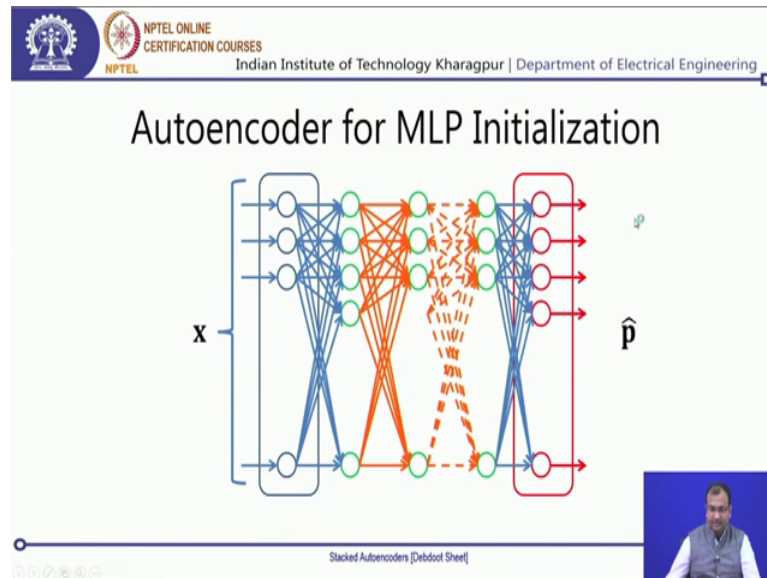 NPTEL ONLINE
CERTIFICATION COURSES
NPTEL
Indian Institute of Technology Kharagpur | Department of Electrical Engineering
Autoencoder for MLP Initialization
x
p̂
Stacked Autoencoders [Debdoot Sheet]